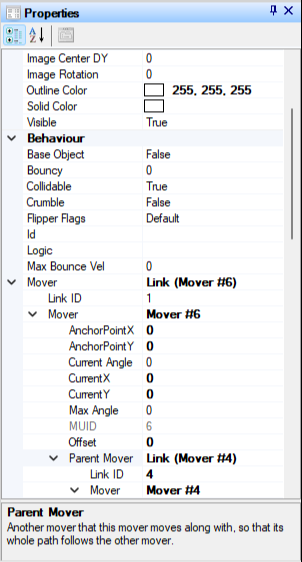 Properties
Image Center DY 0
Image Rotation 0
Outline Color 255, 255, 255
Solid Color
Visible True
Behaviour
Base Object False
Bouncy 0
Collidable True
Crumble False
Flipper Flags Default
Id
Logic
Max Bounce Vel 0
Mover Link (Mover #6)
Link ID 1
Mover Mover #6
AnchorPointX 0
AnchorPointY 0
Current Angle 0
CurrentX 0
CurrentY 0
Max Angle 0
MUID 6
Offset 0
Parent Mover Link (Mover #4)
Link ID 4
Mover Mover #4
Parent Mover
Another mover that this mover moves along with, so that its
whole path follows the other mover.